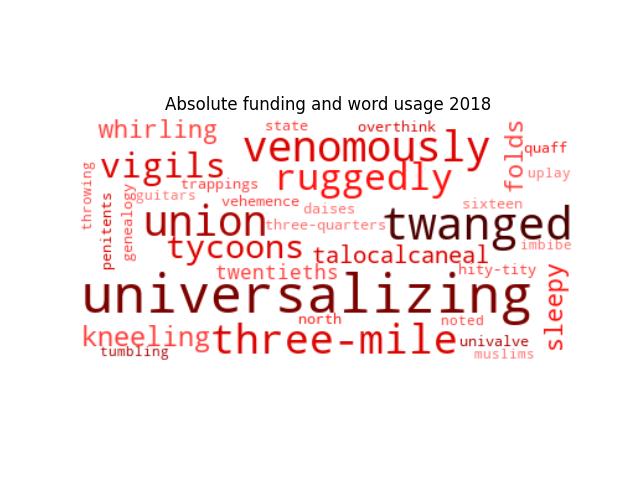 Absolute funding and word usage 2018
whirling
state
overthink
venomously
folds
quaff
vigils
throwing
trappings
ruggedly
uplay
guitars
genealogy
penitents
vehemence
daises
sixteen
union
three-quarters
twanged
imbibe
tycoons
talocalcaneal
twentieths
hity-tity
sleepy
universalizing
north
noted
kneeling
three-mile
univalve
tumbling
muslims